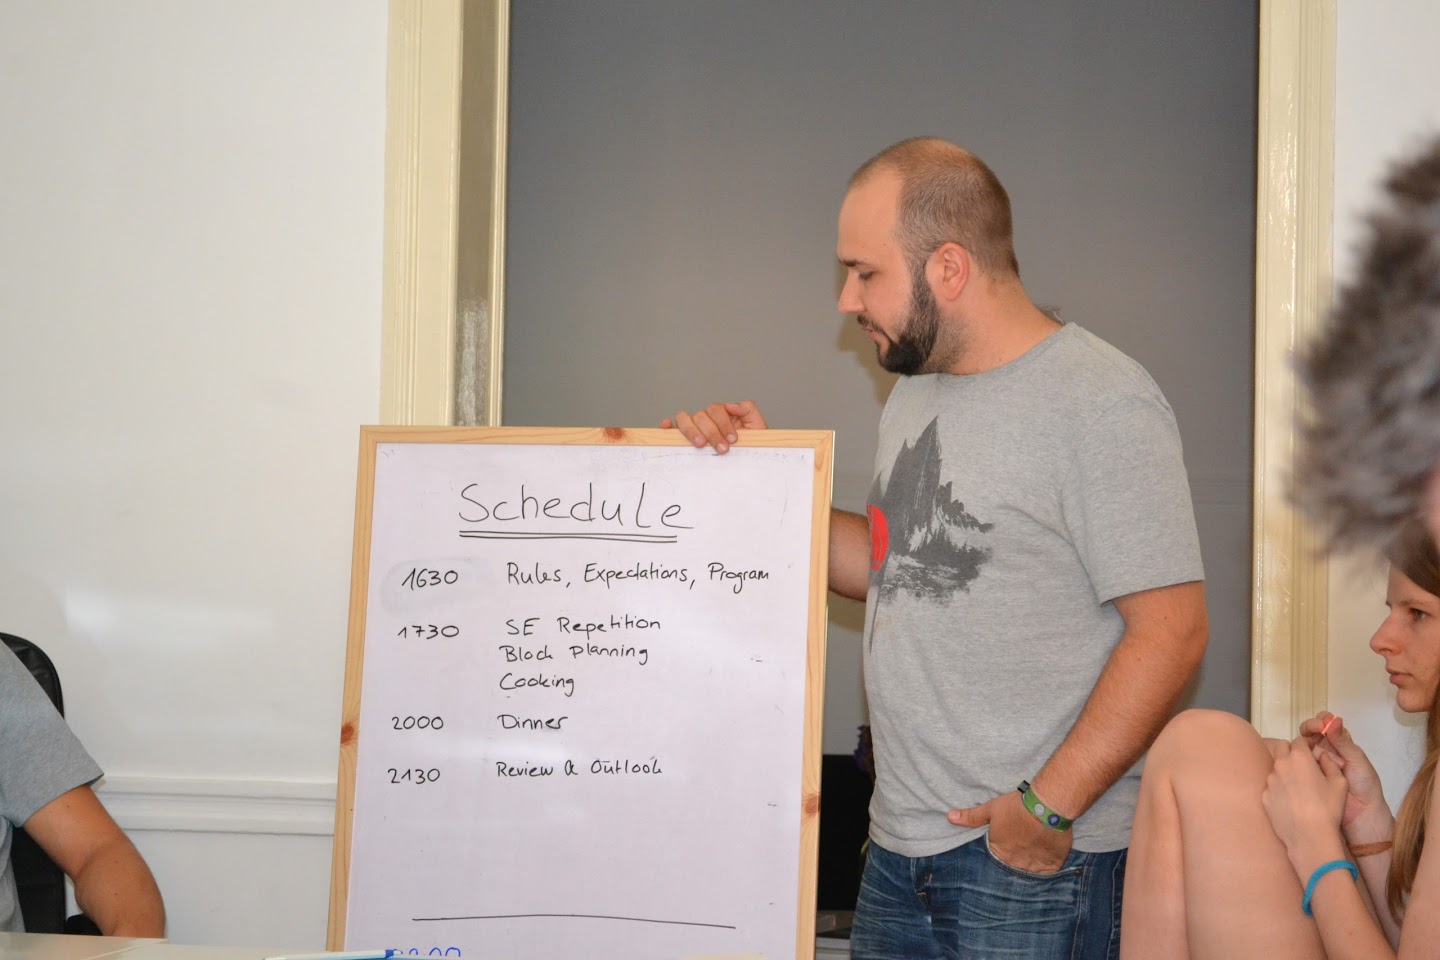 Schedule
1630 Rules, Expectations, Program
1730 SE Repetition
Block Planning
Cooking
2000 Dinner
2130 Review & Outlook